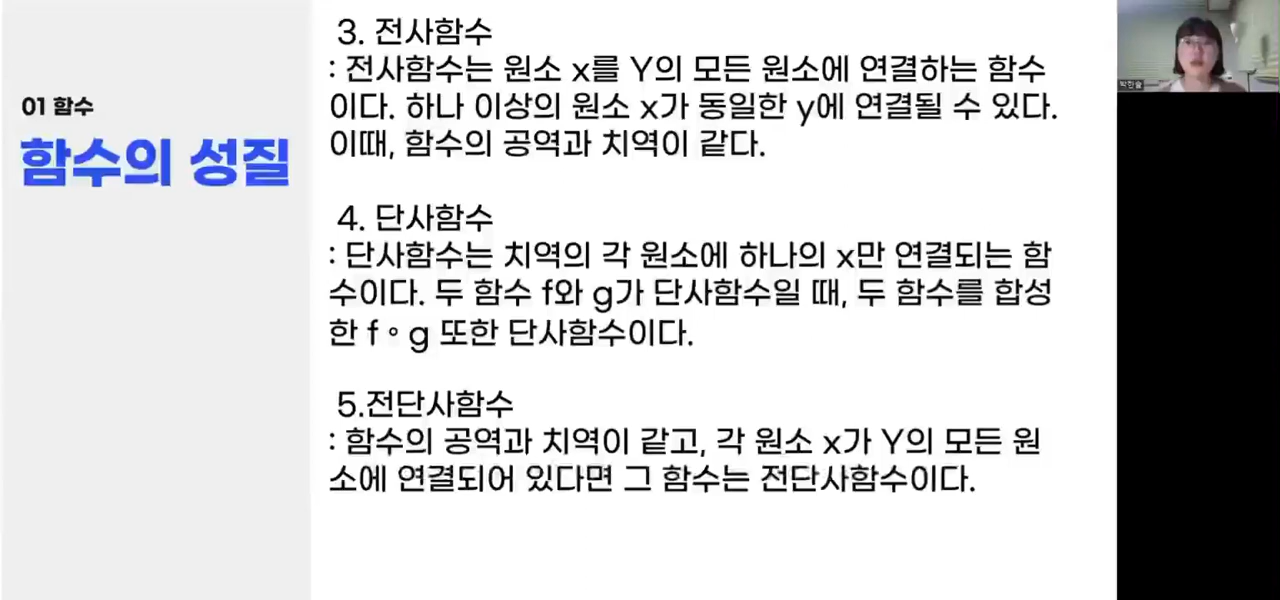 01 함수
함수의 성질
3. 전사함수
: 전사함수는 원소 x를 Y의 모든 원소에 연결하는 함수
이다. 하나 이상의 원소 x가 동일한 y에 연결될 수 있다.
이때, 함수의 공역과 치역이 같다.
4. 단사함수
: 단사함수는 치역의 각 원소에 하나의 x만 연결되는 함
수이다. 두 함수 f와 g가 단사함수일 때, 두 함수를 합성
한 f∘g 또한 단사함수이다.
5.전단사함수
: 함수의 공역과 치역이 같고, 각 원소 x가 Y의 모든 원
소에 연결되어 있다면 그 함수는 전단사함수이다.